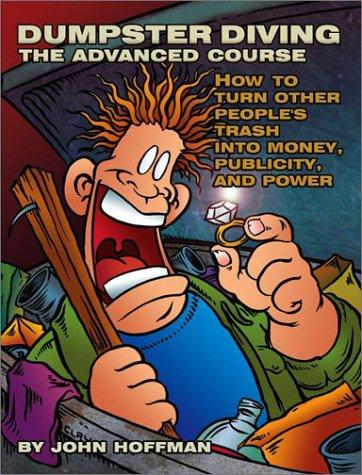 DUMPSTER DIVING
THE ADVANCED COURSE
HOW TO
TURN OTHER
PEOPLE'S
TRASH
INTO MONEY,
PUBLICITY,
AND POWER
BY JOHN HOFFMAN